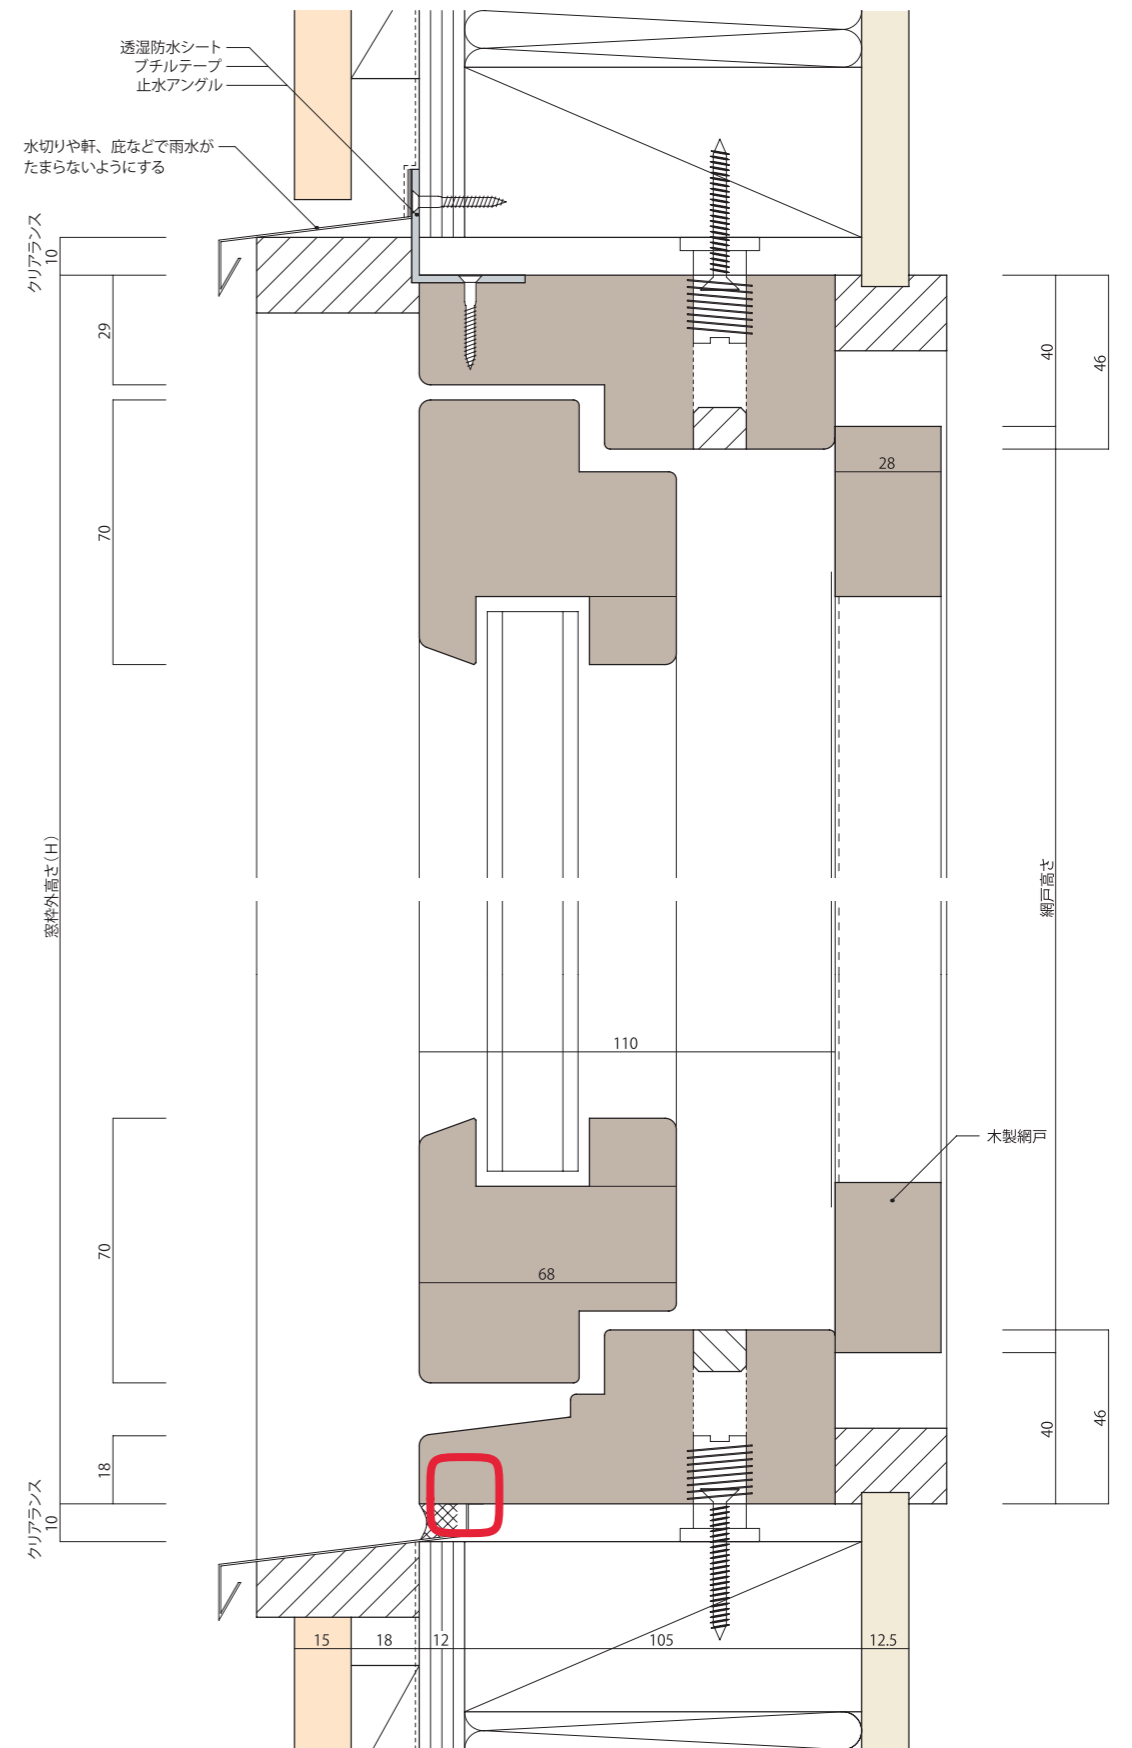 透湿防水シート
ブチルテープ
止水アングル
水切りや軒、庇などで雨水が
たまらないようにする
クリアランス
10
29
40
46
28
70
窓枠外高さ(H)
網戸高さ
110
木製網戸
70
68
18
40
46
クリアランス
10
15
18
12
105
12.5